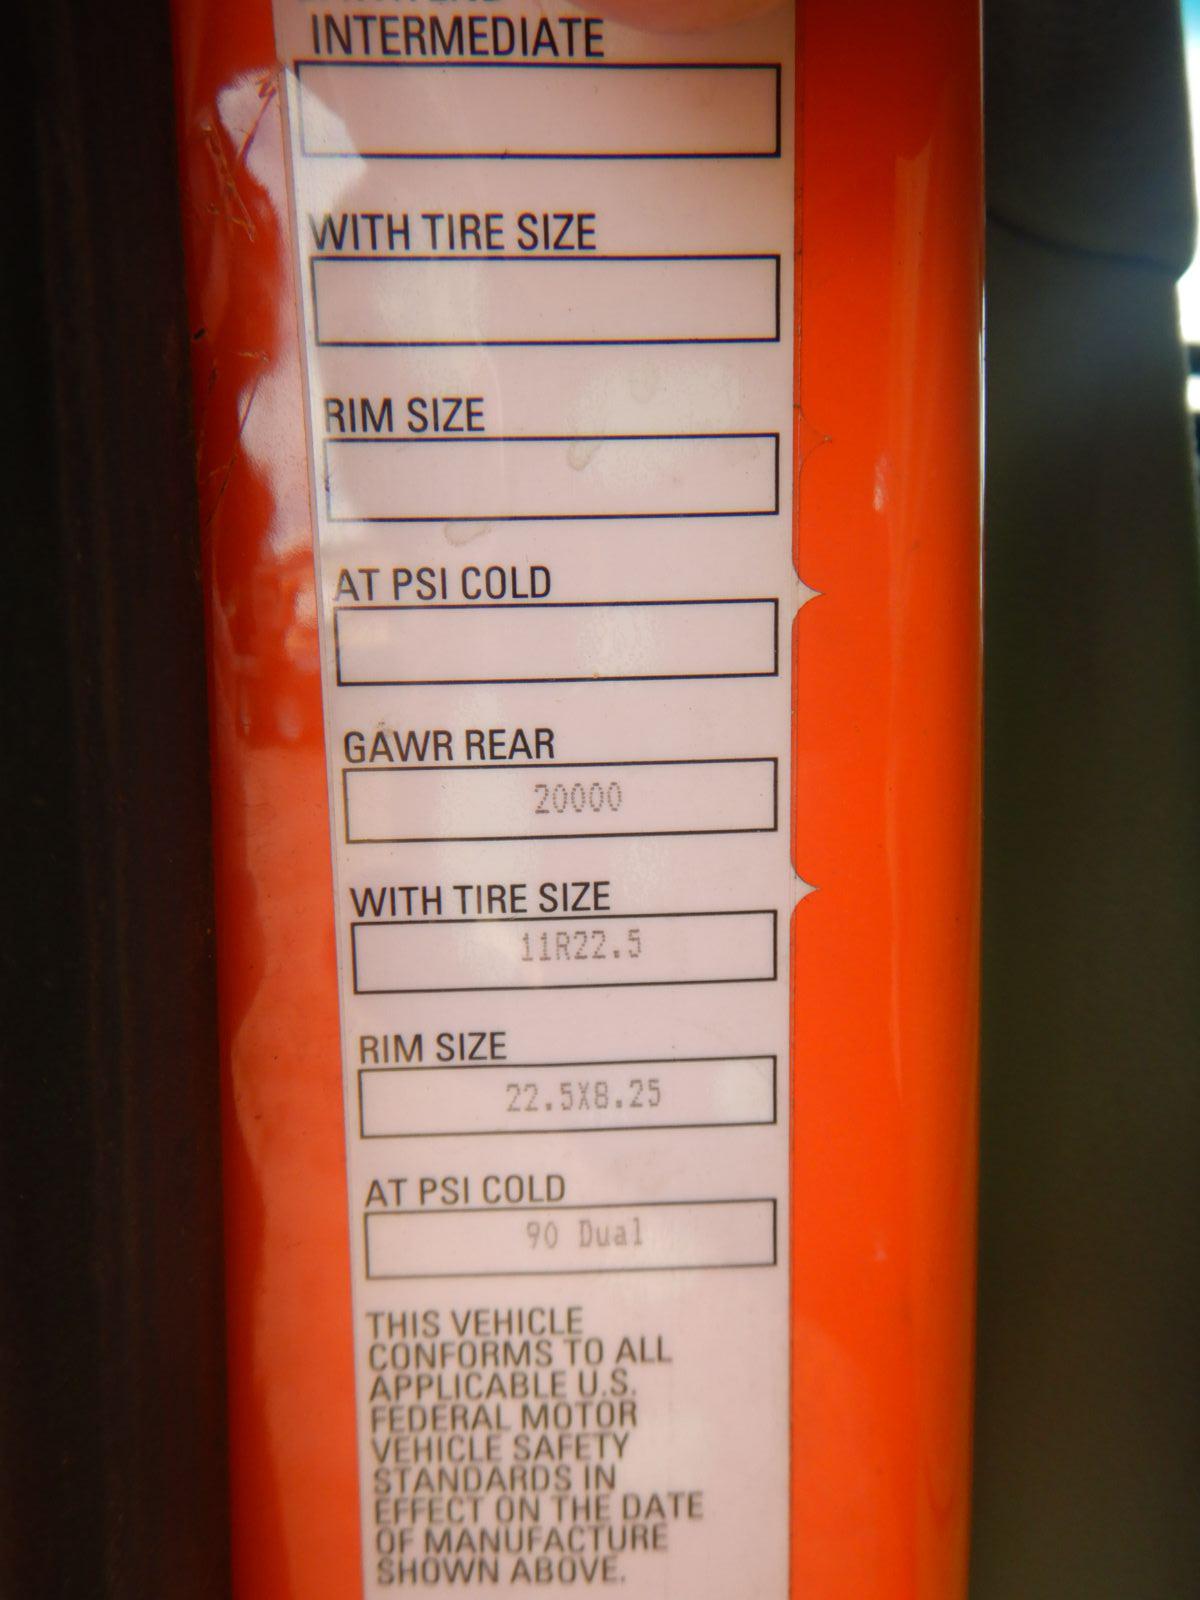 INTERMEDIATE
WITH TIRE SIZE
RIM SIZE
AT PSI COLD
GAWR REAR
20000
WITH TIRE SIZE
11R22.5
RIM SIZE
22.5X8.25
AT PSI COLD
90 Dual
THIS VEHICLE
CONFORMS TO ALL
APPLICABLE U.S.
FEDERAL MOTOR
VEHICLE SAFETY
STANDARDS IN
EFFECT ON THE DATE
OF MANUFACTURE
SHOWN ABOVE.